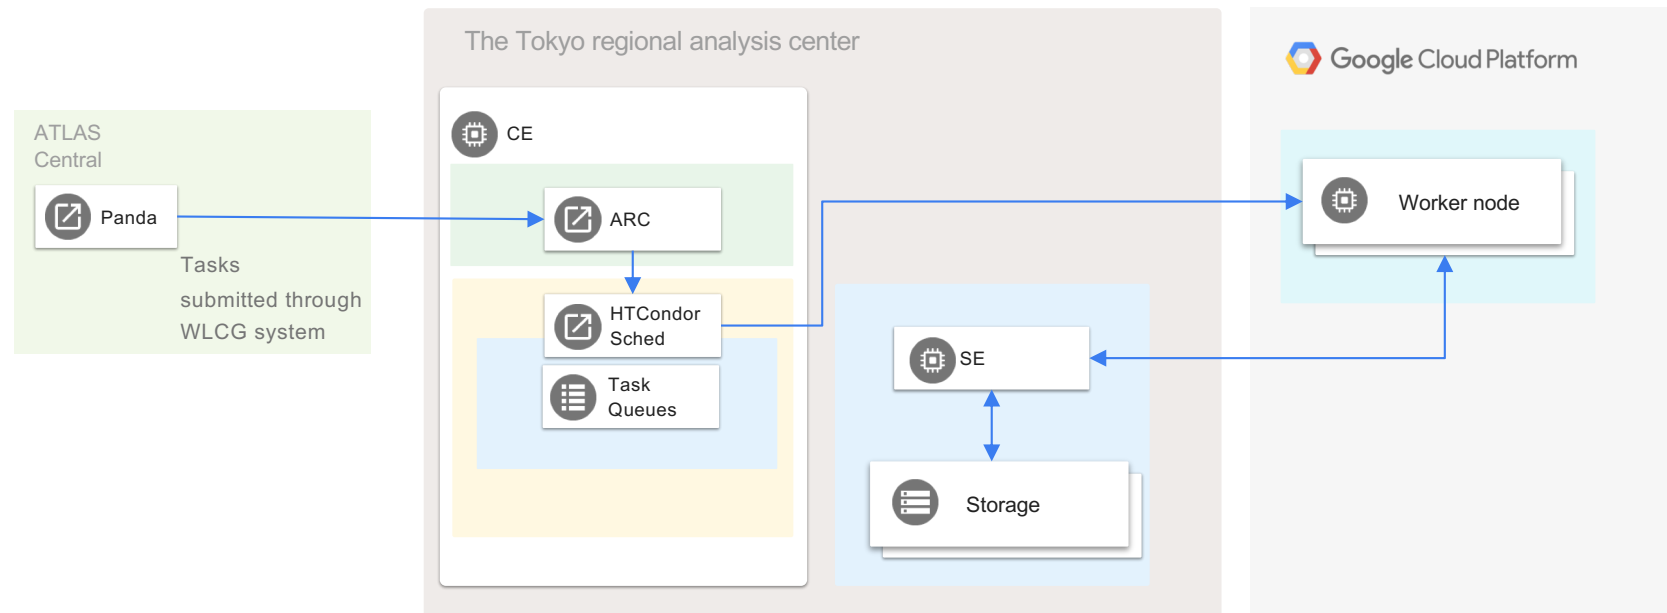 The Tokyo regional analysis center
Google Cloud Platform
ATLAS
Central
Panda
Tasks
submitted through
WLCG system
CE
ARC
HTCondor
Sched
Task
Queues
SE
Storage
Worker node